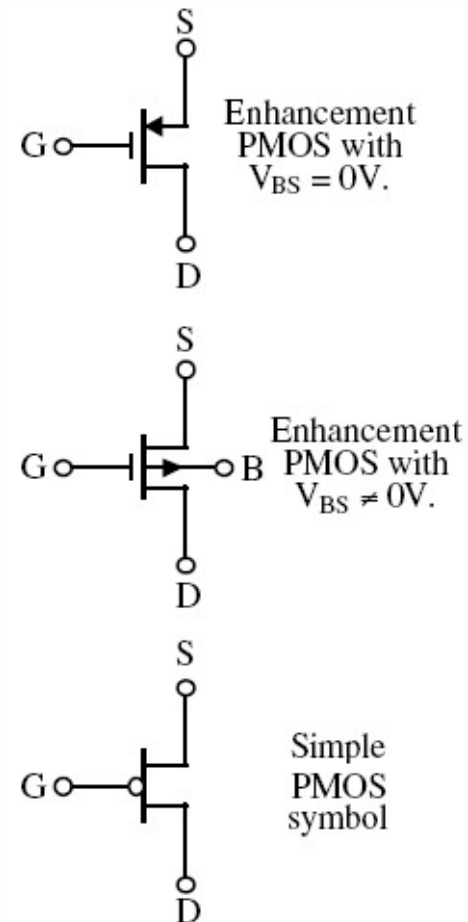 S
G
Enhancement
PMOS with
V_BS = 0V.
D
S
G
B
Enhancement
PMOS with
V_BS ≠ 0V.
D
S
G
Simple
PMOS
symbol
D